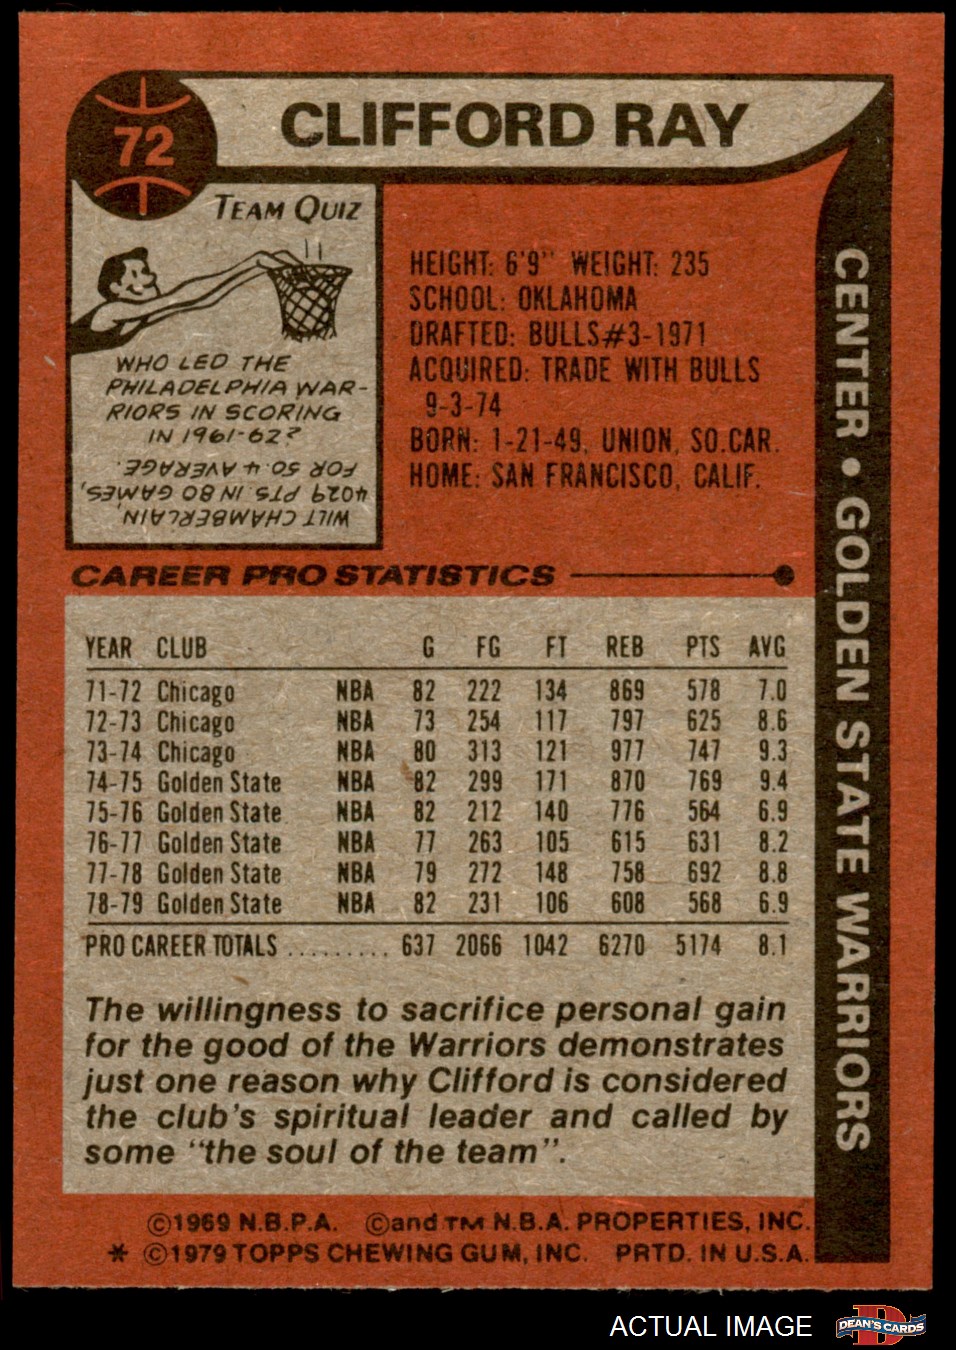 72
CLIFFORD RAY
TEAM QUIZ
WHO LED THE
PHILADELPHIA WAR-
RIORS IN SCORING
IN 1961-62?
WILT CHAMBERLAIN,
4029 PTS. IN 80 GAMES,
FOR 50.4 AVERAGE.
HEIGHT: 6'9" WEIGHT: 235
SCHOOL: OKLAHOMA
DRAFTED: BULLS#3-1971
ACQUIRED: TRADE WITH BULLS
9-3-74
BORN: 1-21-49, UNION, SO.CAR.
HOME: SAN FRANCISCO, CALIF.
CENTER • GOLDEN STATE WARRIORS
CAREER PRO STATISTICS
YEAR CLUB G FG FT REB PTS AVG
71-72 Chicago NBA 82 222 134 869 578 7.0
72-73 Chicago NBA 73 254 117 797 625 8.6
73-74 Chicago NBA 80 313 121 977 747 9.3
74-75 Golden State NBA 82 299 171 870 769 9.4
75-76 Golden State NBA 82 212 140 776 564 6.9
76-77 Golden State NBA 77 263 105 615 631 8.2
77-78 Golden State NBA 79 272 148 758 692 8.8
78-79 Golden State NBA 82 231 106 608 568 6.9
PRO CAREER TOTALS ......... 637 2066 1042 6270 5174 8.1
The willingness to sacrifice personal gain
for the good of the Warriors demonstrates
just one reason why Clifford is considered
the club's spiritual leader and called by
some "the soul of the team".
©1969 N.B.P.A. ©and TM N.B.A. PROPERTIES, INC.
* ©1979 TOPPS CHEWING GUM, INC. PRTD. IN U.S.A.
ACTUAL IMAGE
D
DEAN'S CARDS